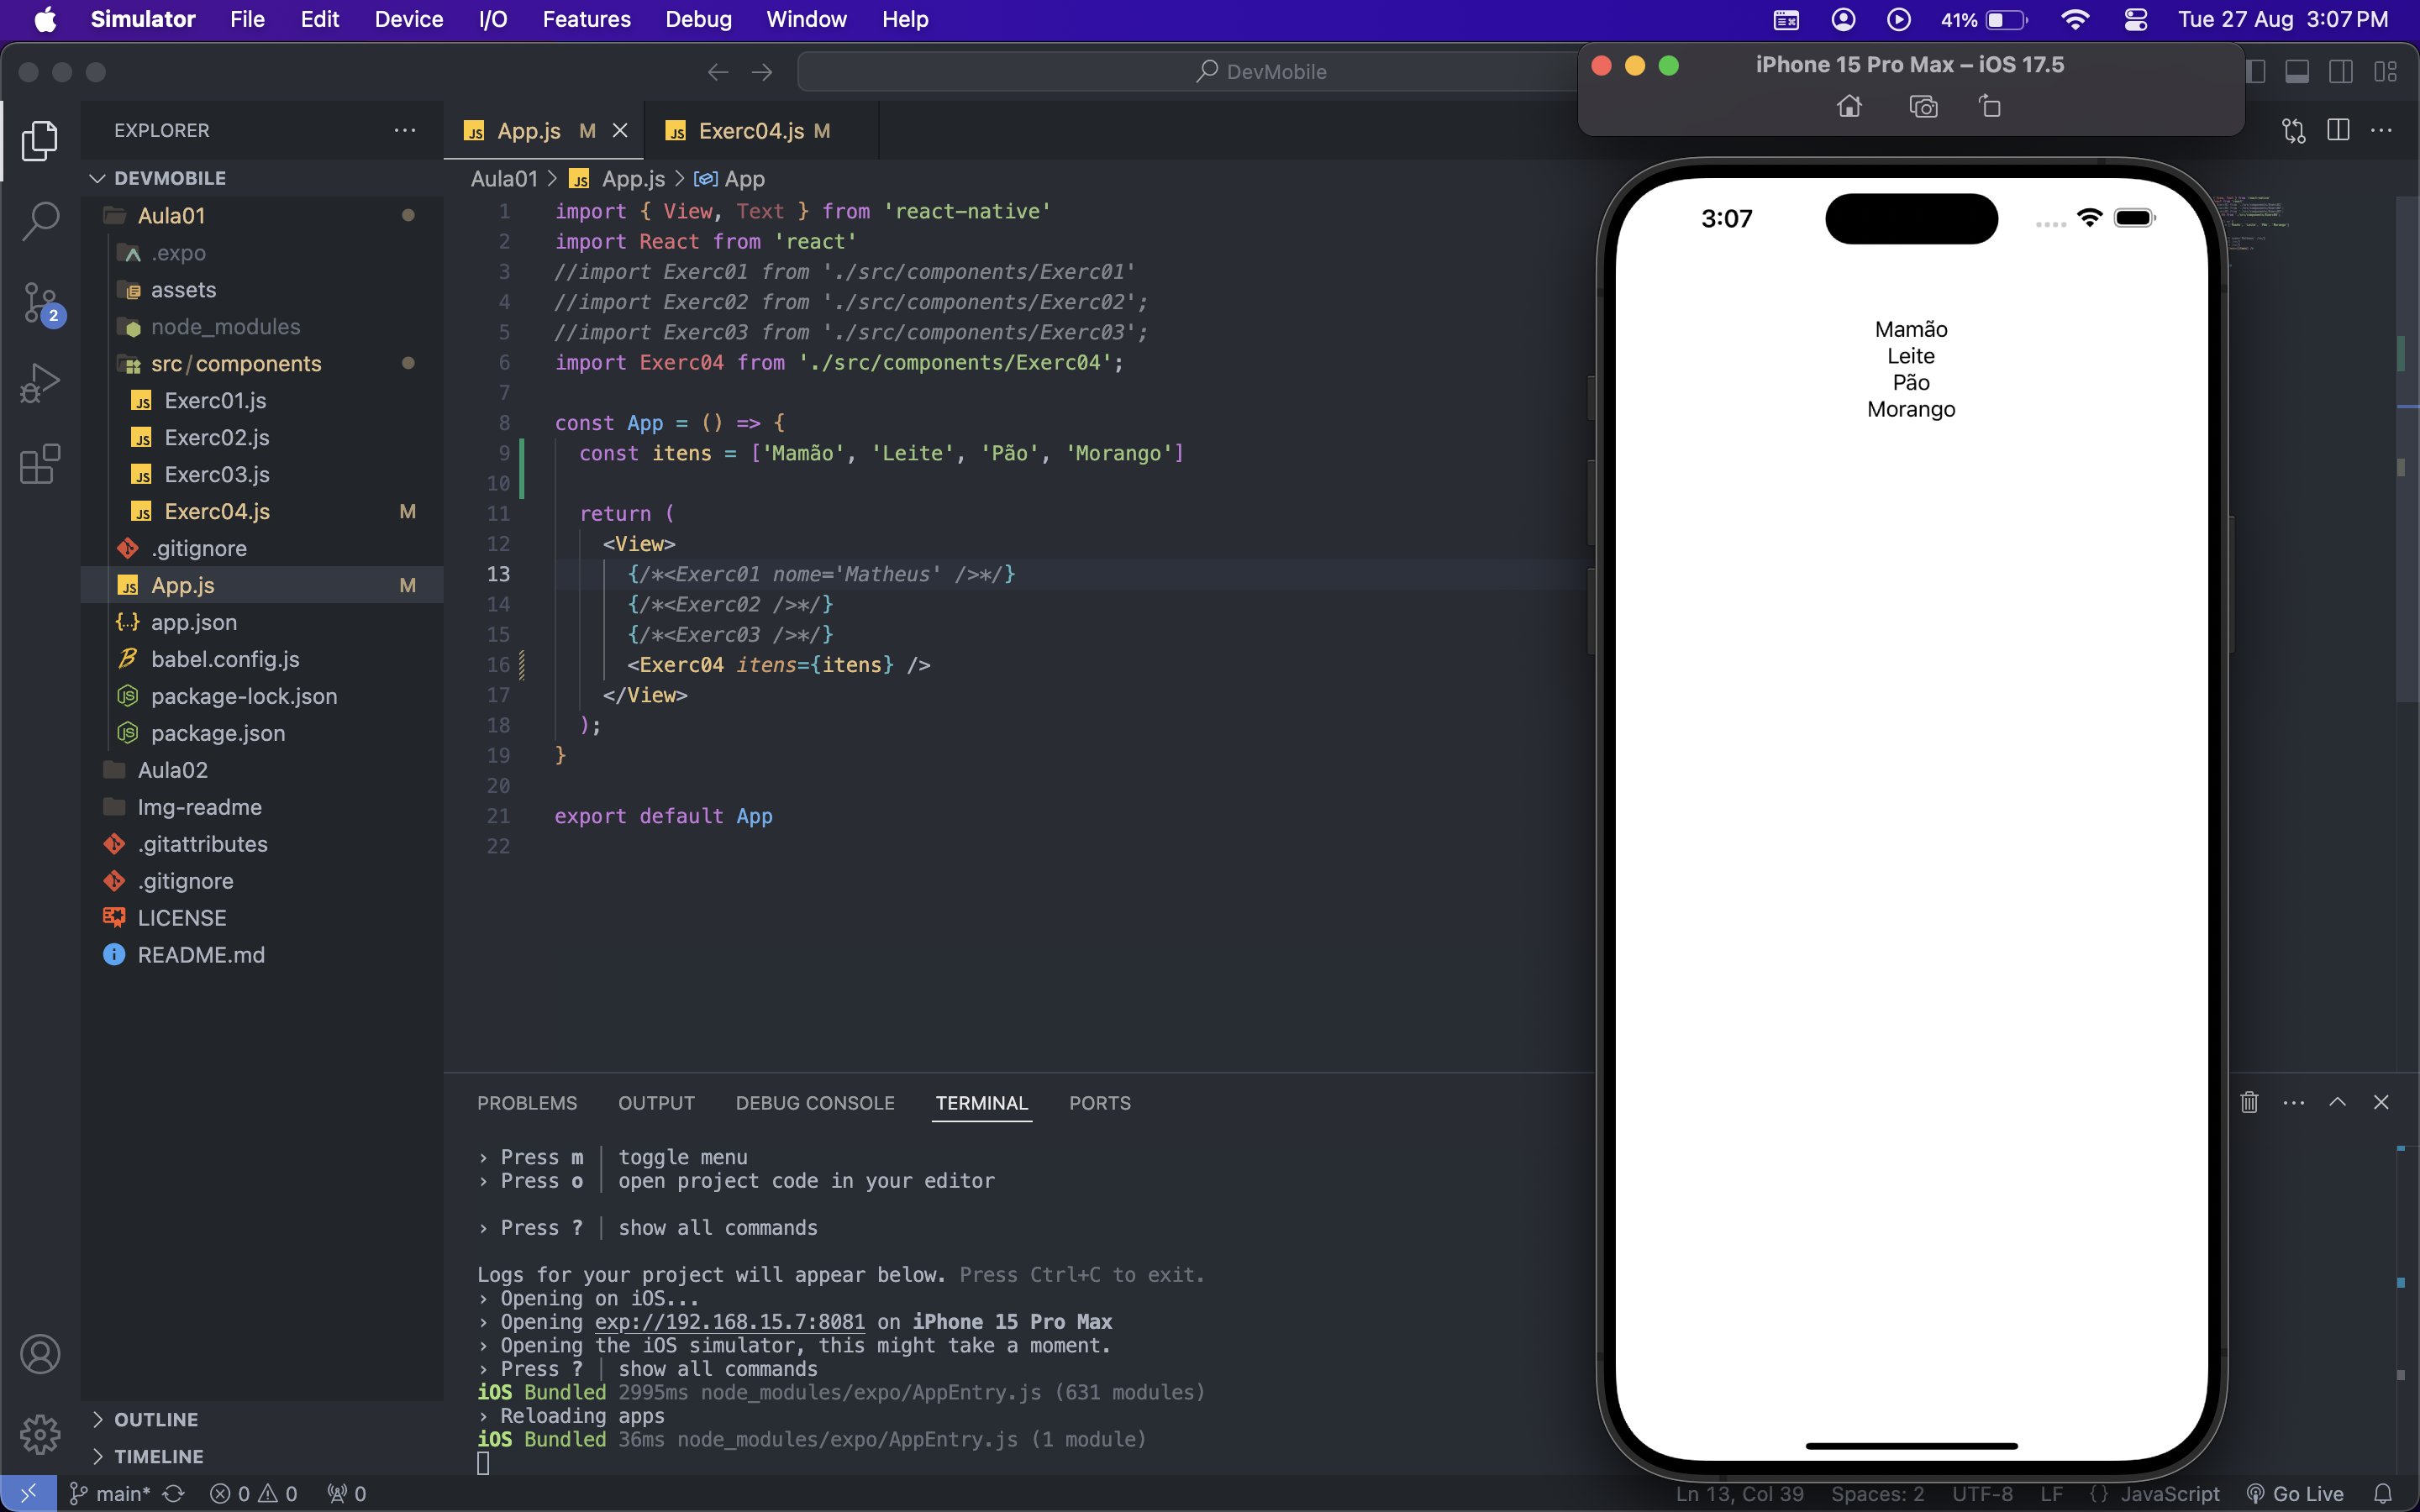 Simulator File Edit Device I/O Features Debug Window Help 41% Tue 27 Aug 3:07 PM
DevMobile
iPhone 15 Pro Max – iOS 17.5
EXPLORER
App.js M
Exerc04.js M
DEVMOBILE
Aula01
.expo
assets
node_modules
src/components
Exerc01.js
Exerc02.js
Exerc03.js
Exerc04.js M
.gitignore
App.js M
app.json
babel.config.js
package-lock.json
package.json
Aula02
Img-readme
.gitattributes
.gitignore
LICENSE
README.md
OUTLINE
TIMELINE
2
Aula01 > App.js > App
1 import { View, Text } from 'react-native'
2 import React from 'react'
3 //import Exerc01 from './src/components/Exerc01'
4 //import Exerc02 from './src/components/Exerc02';
5 //import Exerc03 from './src/components/Exerc03';
6 import Exerc04 from './src/components/Exerc04';
7
8 const App = () => {
9 const itens = ['Mamão', 'Leite', 'Pão', 'Morango']
10
11 return (
12 <View>
13 {/*<Exerc01 nome='Matheus' />*/}
14 {/*<Exerc02 />*/}
15 {/*<Exerc03 />*/}
16 <Exerc04 itens={itens} />
17 </View>
18 );
19 }
20
21 export default App
22
3:07
Mamão
Leite
Pão
Morango
PROBLEMS OUTPUT DEBUG CONSOLE TERMINAL PORTS
› Press m │ toggle menu
› Press o │ open project code in your editor
› Press ? │ show all commands
Logs for your project will appear below. Press Ctrl+C to exit.
› Opening on iOS...
› Opening exp://192.168.15.7:8081 on iPhone 15 Pro Max
› Opening the iOS simulator, this might take a moment.
› Press ? │ show all commands
iOS Bundled 2995ms node_modules/expo/AppEntry.js (631 modules)
› Reloading apps
iOS Bundled 36ms node_modules/expo/AppEntry.js (1 module)
main* 0 0 0 Ln 13, Col 39 Spaces: 2 UTF-8 LF {} JavaScript Go Live